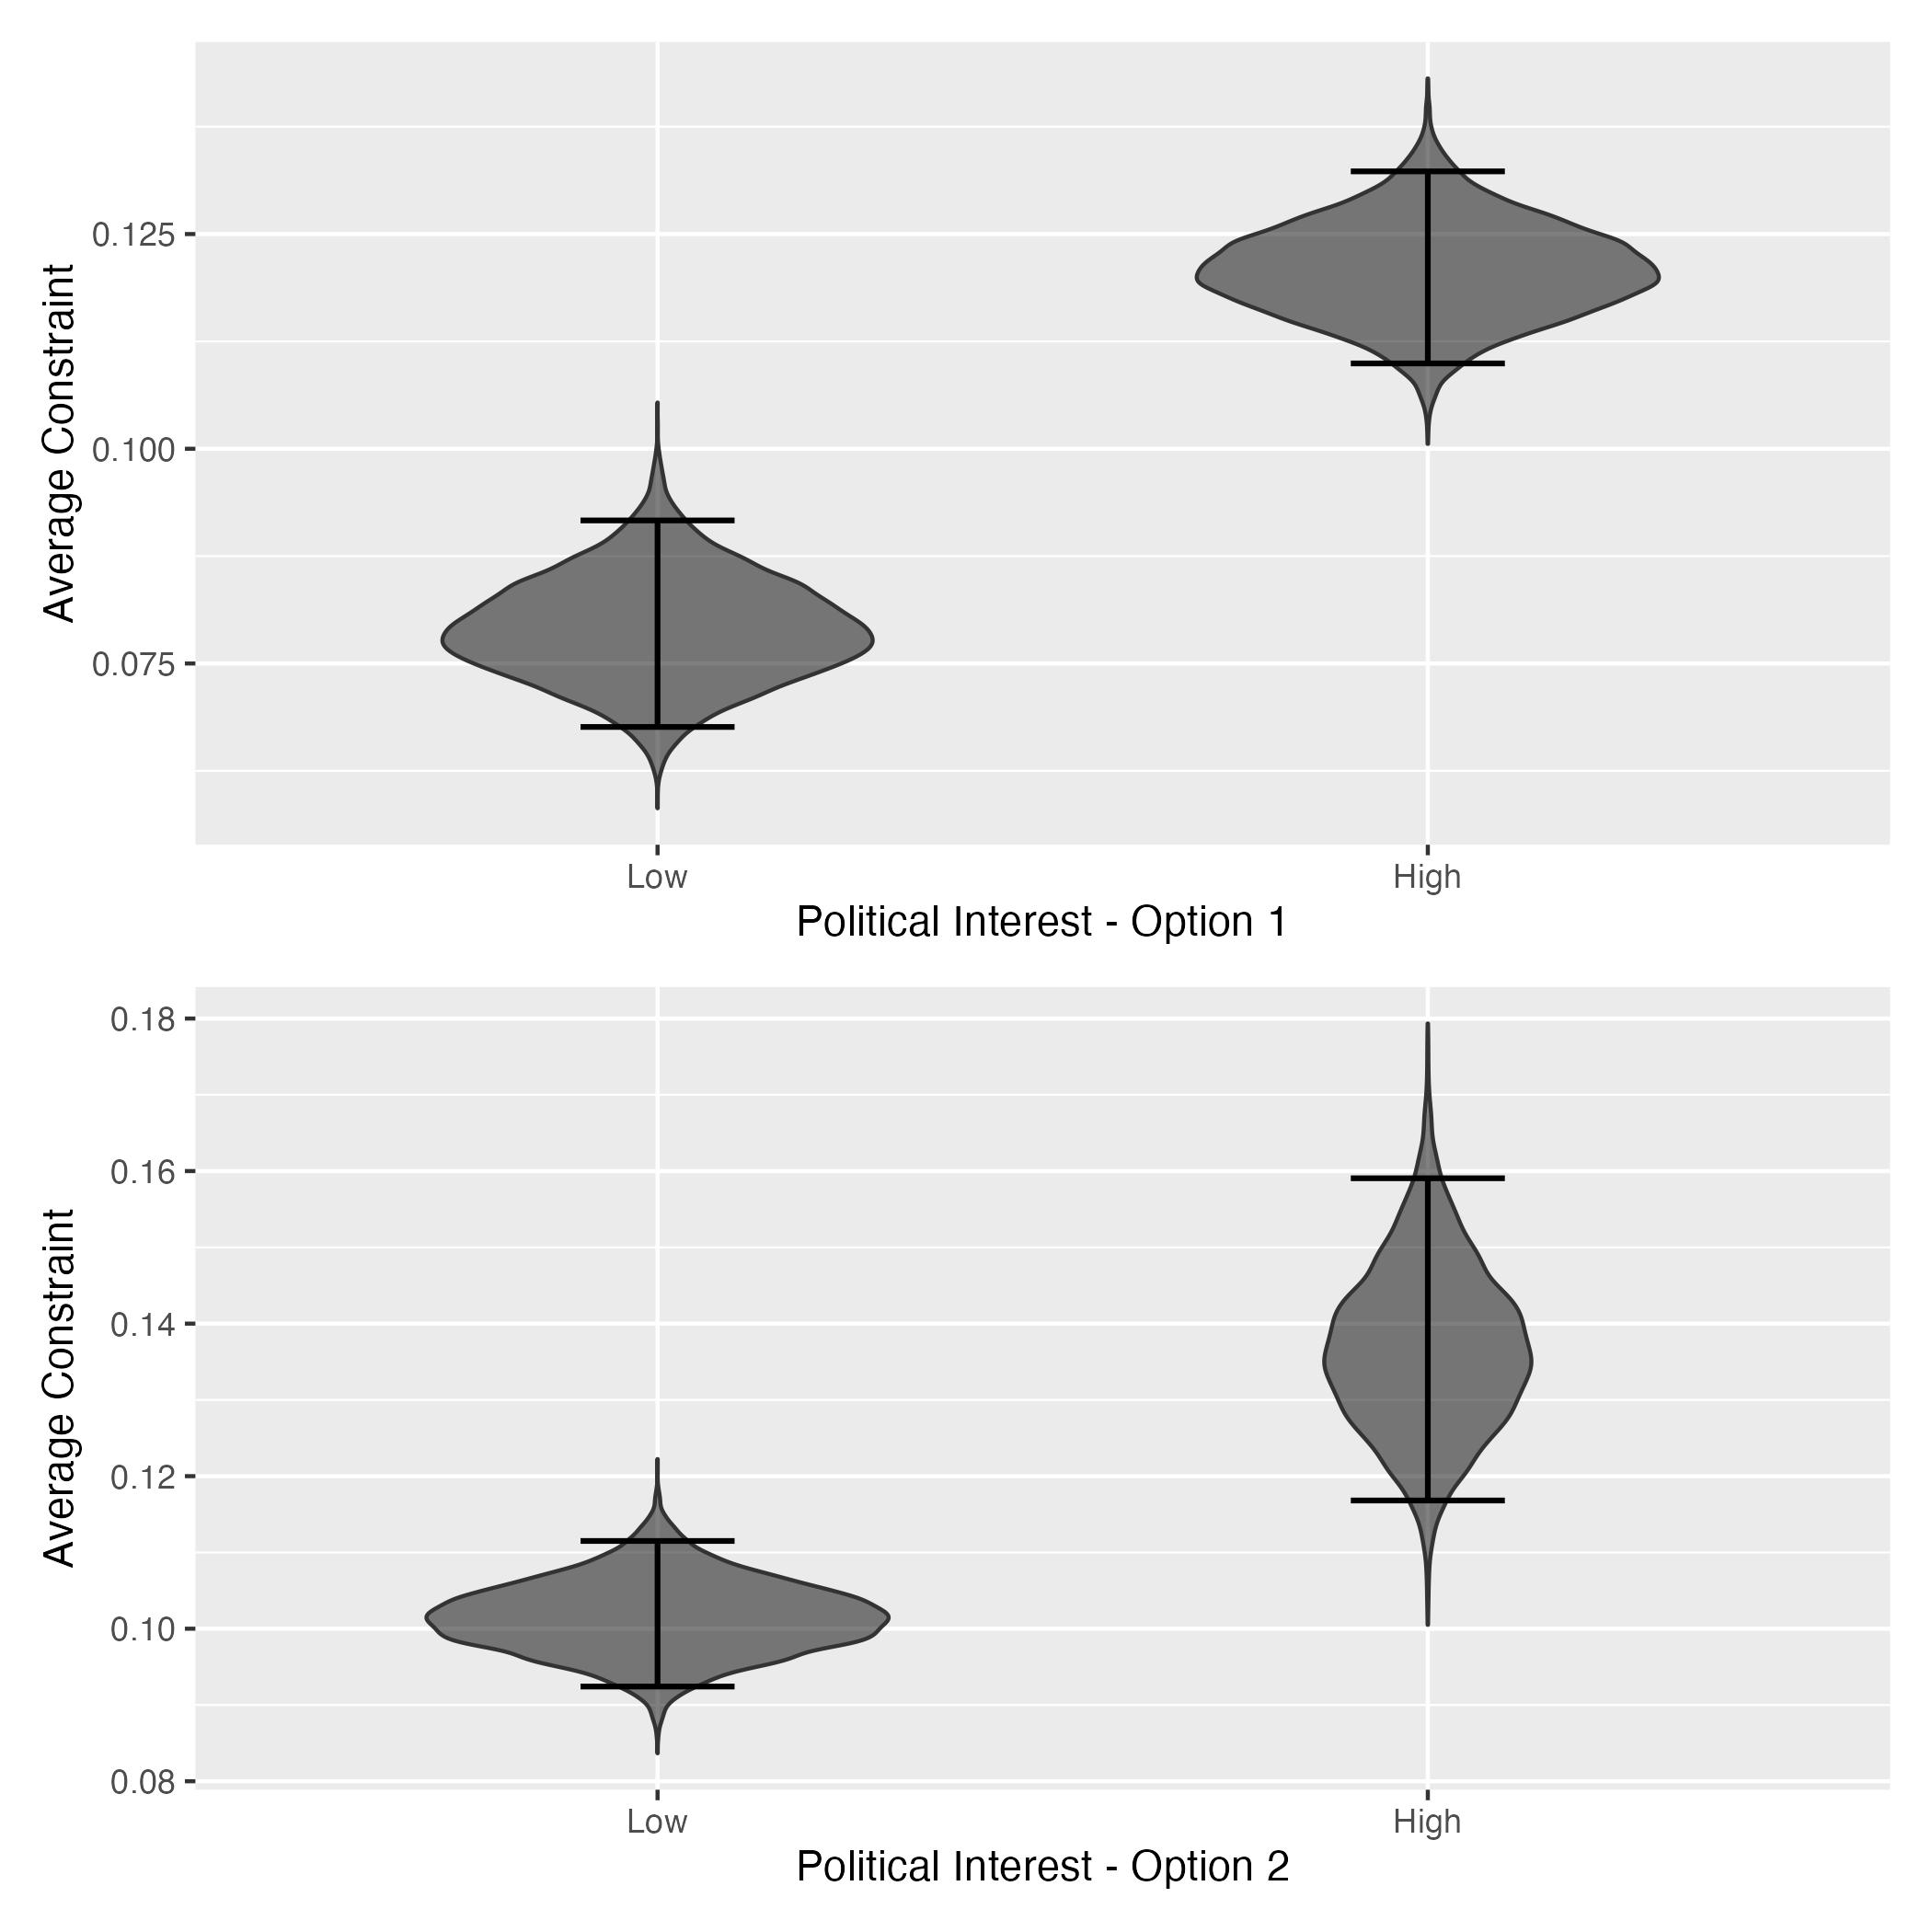 Average Constraint
0.125
0.100
0.075
Low High
Political Interest - Option 1
Average Constraint
0.18
0.16
0.14
0.12
0.10
0.08
Low High
Political Interest - Option 2